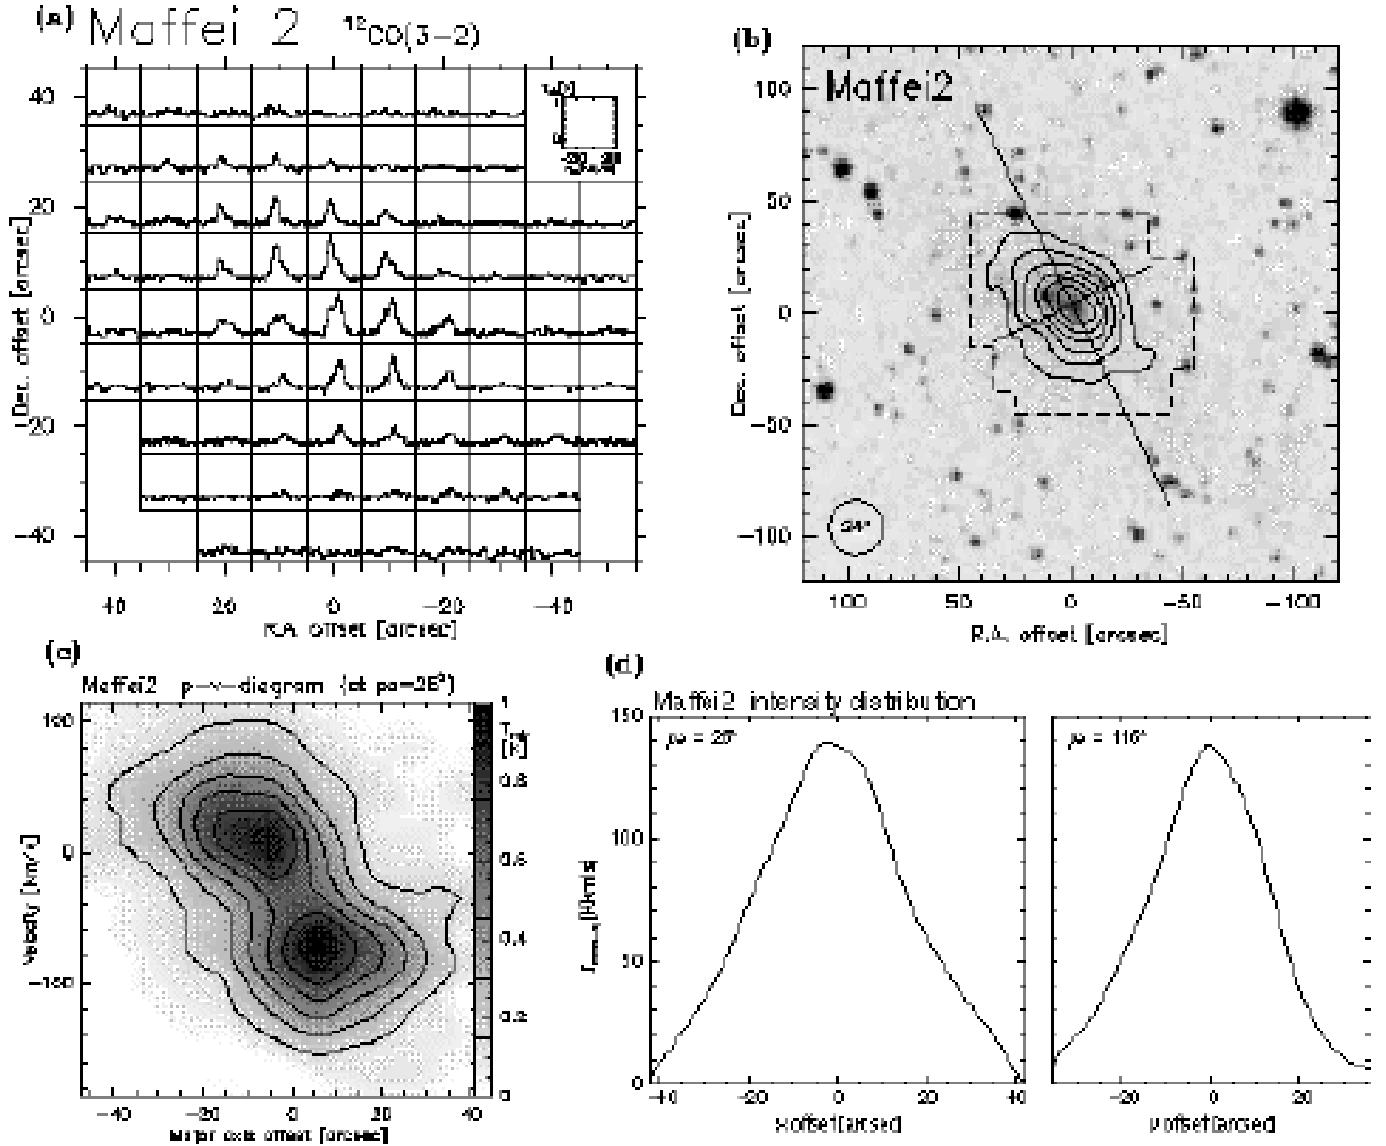 (a) Maffei 2 ¹²CO(3−2)
40
20
0
−20
−40
Dec. offset [arcsec]
40 20 0 −20 −40
R.A. offset [arcsec]
(b)
Maffei2
100
50
0
−50
−100
Dec. offset [arcsec]
24"
100 50 0 −50 −100
R.A. offset [arcsec]
(c)
Maffei2 p−v−diagram
100
0
−100
Velocity [km/s]
−40 −20 0 20 40
Major axis offset [arcsec]
1
[K]
0.8
0.6
0.4
0.2
0
(d)
Maffei2 intensity distribution
150
100
50
0
−40 −20 0 20 40
X offset[arcsec]
−20 0 20
Y offset[arcsec]